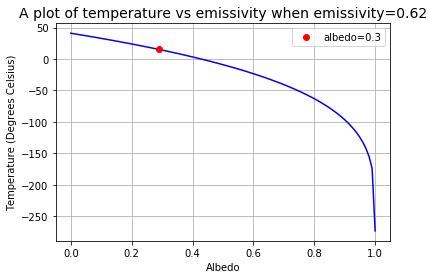 A plot of temperature vs emissivity when emissivity=0.62
albedo=0.3
50
0
−50
−100
−150
−200
−250
Temperature (Degrees Celsius)
0.0 0.2 0.4 0.6 0.8 1.0
Albedo